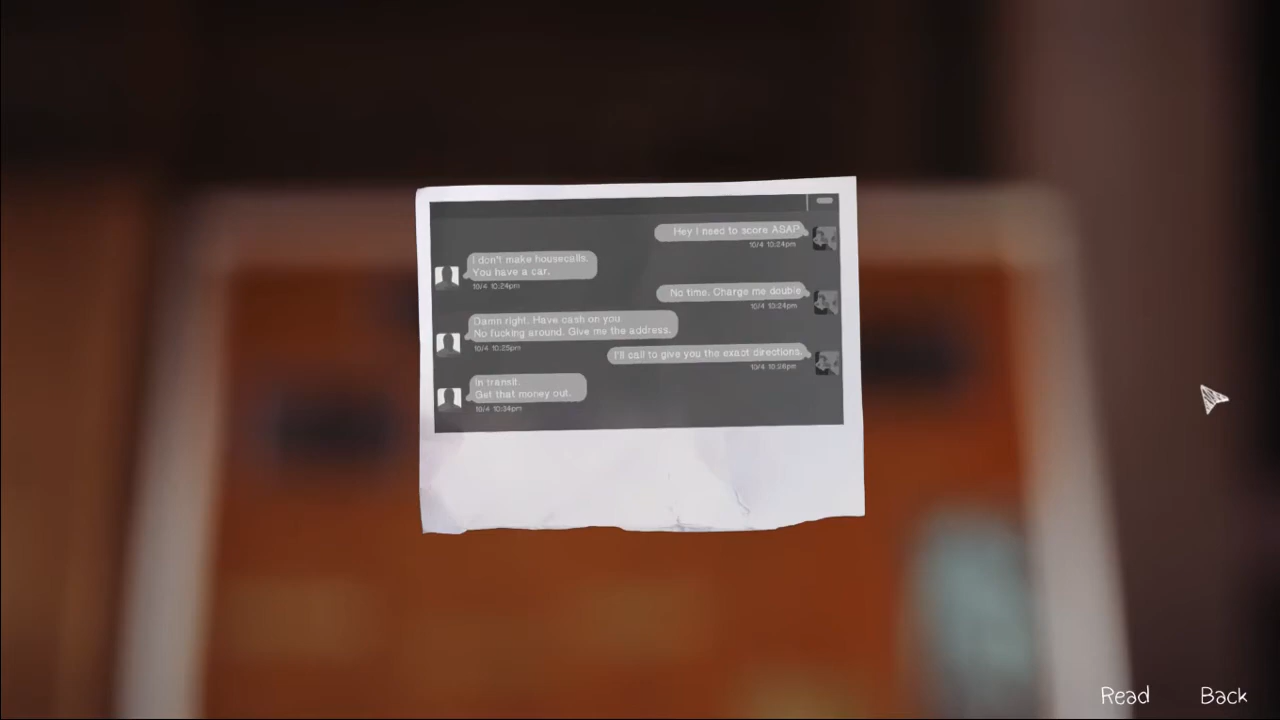 Hey I need to score ASAP
10/4 10:24pm
I don't make housecalls.
You have a car.
10/4 10:24pm
No time. Charge me double
10/4 10:24pm
Damn right. Have cash on you
No fucking around. Give me the address.
10/4 10:25pm
I'll call to give you the exact directions.
10/4 10:26pm
In transit.
Get that money out.
10/4 10:34pm
Read
Back